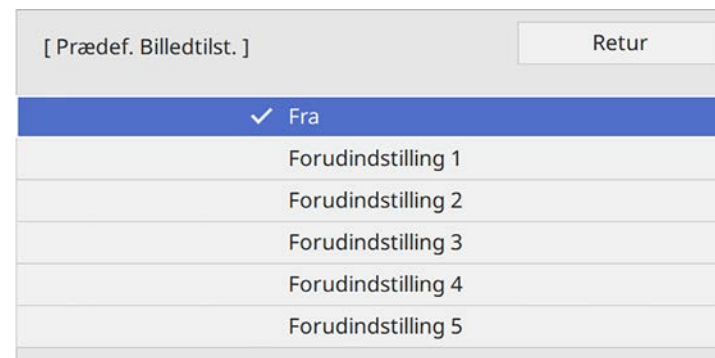 [ Prædef. Billedtilst. ]
Retur
Fra
Forudindstilling 1
Forudindstilling 2
Forudindstilling 3
Forudindstilling 4
Forudindstilling 5